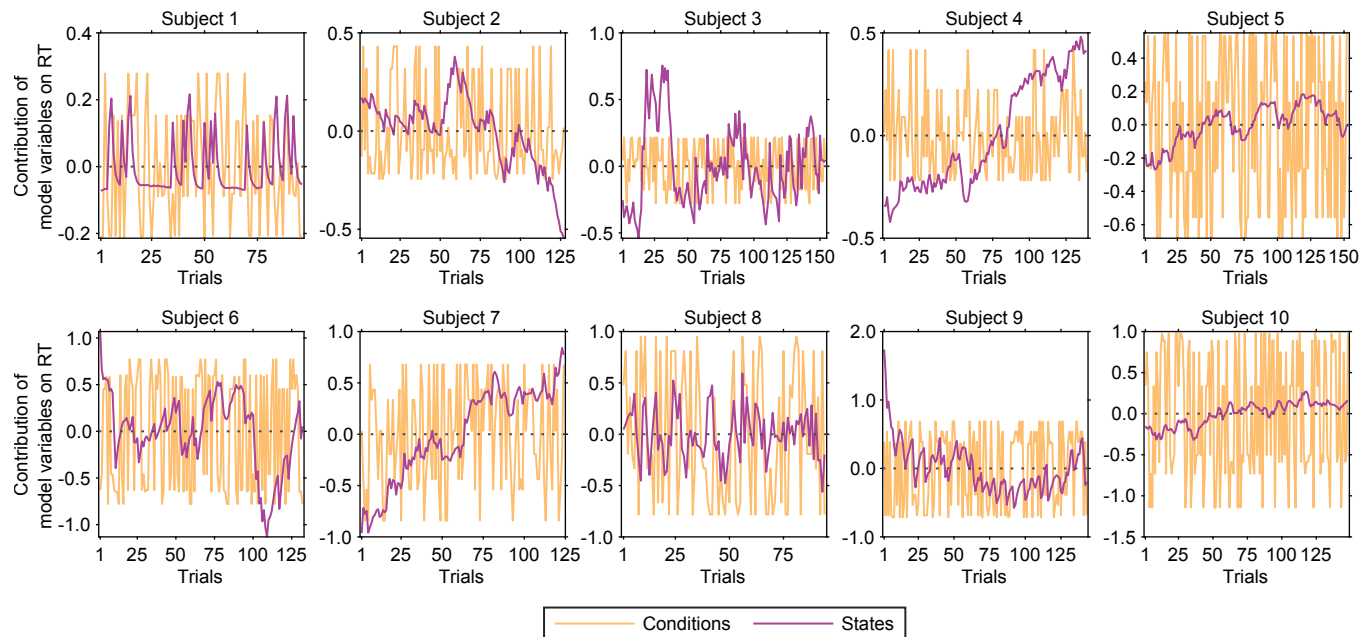 Subject 1 Subject 2 Subject 3 Subject 4 Subject 5
Contribution of
model variables on RT
0.4 0.2 0.0 -0.2
0.5 0.0 -0.5
1.0 0.5 0.0 -0.5
0.5 0.0 -0.5
0.4 0.2 0.0 -0.2 -0.4 -0.6
1 25 50 75
1 25 50 75 100 125
1 25 50 75 100 125 150
1 25 50 75 100 125
1 25 50 75 100 125 150
Trials Trials Trials Trials Trials
Subject 6 Subject 7 Subject 8 Subject 9 Subject 10
Contribution of
model variables on RT
1.0 0.5 0.0 -0.5 -1.0
1.0 0.5 0.0 -0.5 -1.0
1.0 0.5 0.0 -0.5 -1.0
2.0 1.0 0.0 -1.0
1.0 0.5 0.0 -0.5 -1.0 -1.5
1 25 50 75 100 125
1 25 50 75 100 125
1 25 50 75
1 25 50 75 100 125
1 25 50 75 100 125
Trials Trials Trials Trials Trials
Conditions States